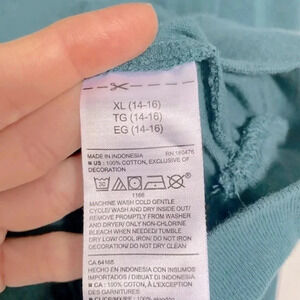 XL (14-16)
TG (14-16)
EG (14-16)
MADE IN INDONESIA RN 160476
US: 100% COTTON, EXCLUSIVE OF
DECORATION
1166
MACHINE WASH COLD GENTLE
CYCLE/ WASH AND DRY INSIDE OUT/
REMOVE PROMPTLY FROM WASHER
AND DRYER/ ONLY NON-CHLORINE
BLEACH WHEN NEEDED/ TUMBLE
DRY LOW/ COOL IRON/ DO NOT IRON
DECORATION/ DO NOT DRY CLEAN
CA 64165
HECHO EN INDONESIA CON INSUMOS
IMPORTADOS / DIBUAT DI INDONESIA
CA: 100% COTON, À L'EXCEPTION
DES GARNITURES